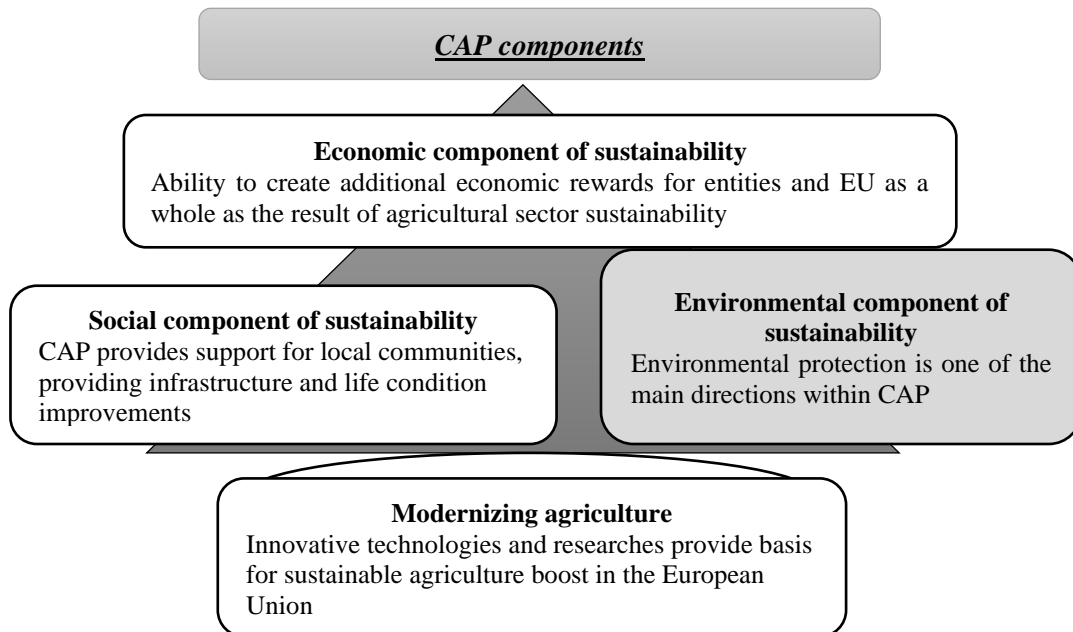 CAP components
Economic component of sustainability
Ability to create additional economic rewards for entities and EU as a
whole as the result of agricultural sector sustainability
Social component of sustainability
CAP provides support for local communities,
providing infrastructure and life condition
improvements
Environmental component of
sustainability
Environmental protection is one of the
main directions within CAP
Modernizing agriculture
Innovative technologies and researches provide basis
for sustainable agriculture boost in the European
Union